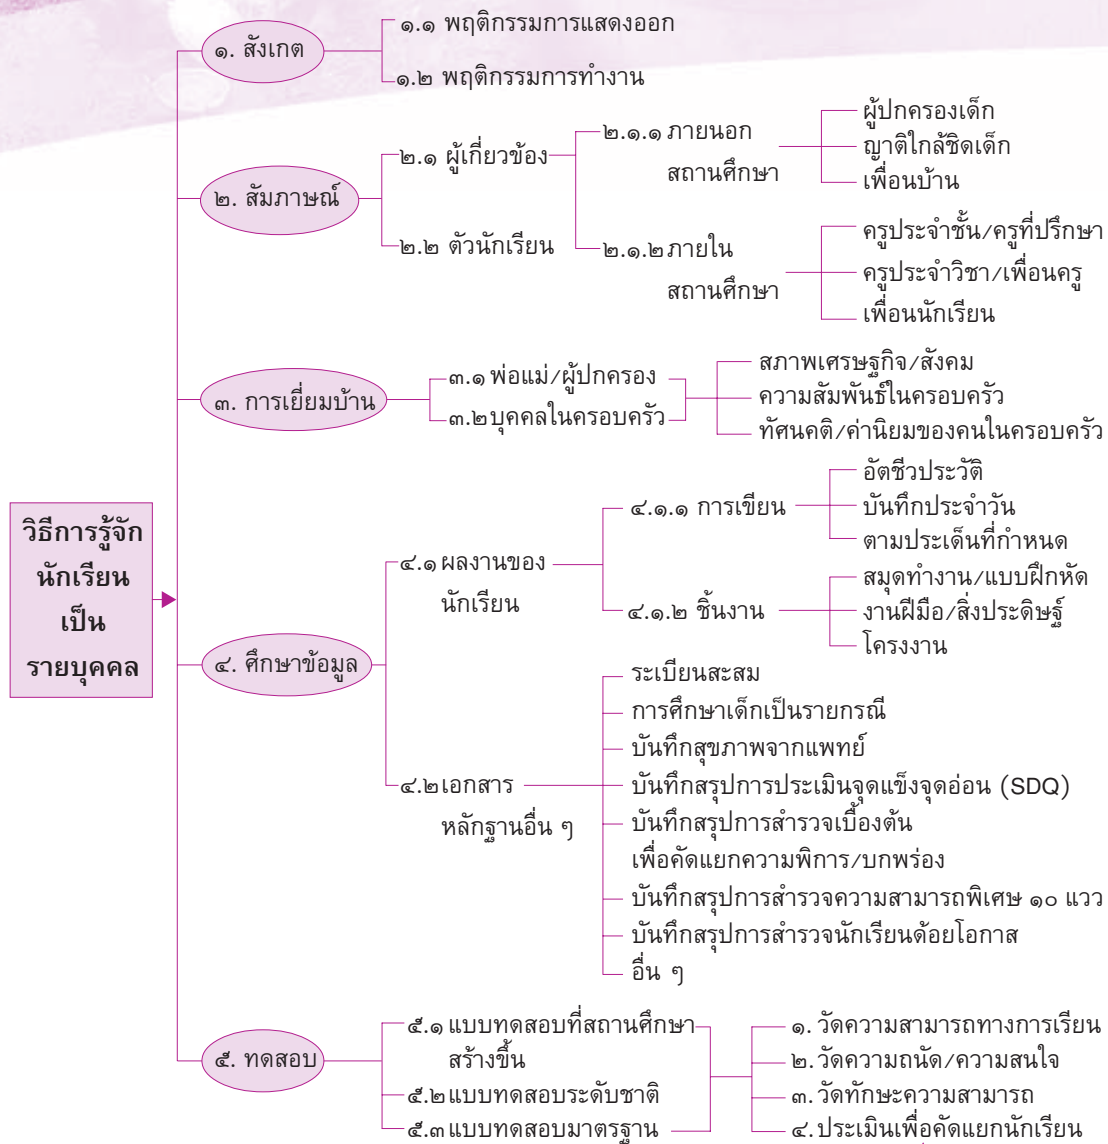 ๑. สังเกต
๑.๑ พฤติกรรมการแสดงออก
๑.๒ พฤติกรรมการทำงาน
๒. สัมภาษณ์
๒.๑ ผู้เกี่ยวข้อง
๒.๑.๑ ภายนอก
สถานศึกษา
ผู้ปกครองเด็ก
ญาติใกล้ชิดเด็ก
เพื่อนบ้าน
๒.๑.๒ ภายใน
สถานศึกษา
ครูประจำชั้น/ครูที่ปรึกษา
ครูประจำวิชา/เพื่อนครู
เพื่อนนักเรียน
๒.๒ ตัวนักเรียน
๓. การเยี่ยมบ้าน
๓.๑ พ่อแม่/ผู้ปกครอง
๓.๒ บุคคลในครอบครัว
สภาพเศรษฐกิจ/สังคม
ความสัมพันธ์ในครอบครัว
ทัศนคติ/ค่านิยมของคนในครอบครัว
วิธีการรู้จัก
นักเรียน
เป็น
รายบุคคล
๔. ศึกษาข้อมูล
๔.๑ ผลงานของ
นักเรียน
๔.๑.๑ การเขียน
อัตชีวประวัติ
บันทึกประจำวัน
ตามประเด็นที่กำหนด
๔.๑.๒ ชิ้นงาน
สมุดทำงาน/แบบฝึกหัด
งานฝีมือ/สิ่งประดิษฐ์
โครงงาน
๔.๒ เอกสาร
หลักฐานอื่น ๆ
ระเบียนสะสม
การศึกษาเด็กเป็นรายกรณี
บันทึกสุขภาพจากแพทย์
บันทึกสรุปการประเมินจุดแข็งจุดอ่อน (SDQ)
บันทึกสรุปการสำรวจเบื้องต้น
เพื่อคัดแยกความพิการ/บกพร่อง
บันทึกสรุปการสำรวจความสามารถพิเศษ ๑๐ แวว
บันทึกสรุปการสำรวจนักเรียนด้อยโอกาส
อื่น ๆ
๕. ทดสอบ
๕.๑ แบบทดสอบที่สถานศึกษา
สร้างขึ้น
๕.๒ แบบทดสอบระดับชาติ
๕.๓ แบบทดสอบมาตรฐาน
๑. วัดความสามารถทางการเรียน
๒. วัดความถนัด/ความสนใจ
๓. วัดทักษะความสามารถ
๔. ประเมินเพื่อคัดแยกนักเรียน